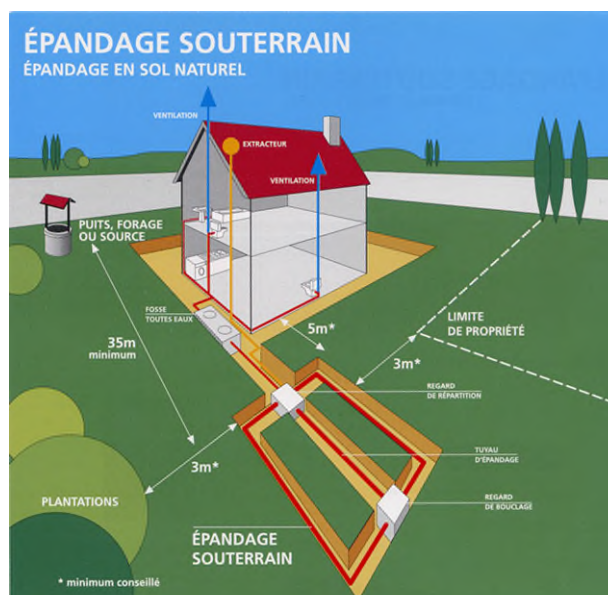 ÉPANDAGE SOUTERRAIN
ÉPANDAGE EN SOL NATUREL
VENTILATION
EXTRACTEUR
VENTILATION
PUITS, FORAGE
OU SOURCE
FOSSE
TOUTES EAUX
5m*
LIMITE
DE PROPRIÉTÉ
35m
minimum
3m*
REGARD
DE RÉPARTITION
TUYAU
D'ÉPANDAGE
3m*
PLANTATIONS
REGARD
DE BOUCLAGE
ÉPANDAGE
SOUTERRAIN
* minimum conseillé